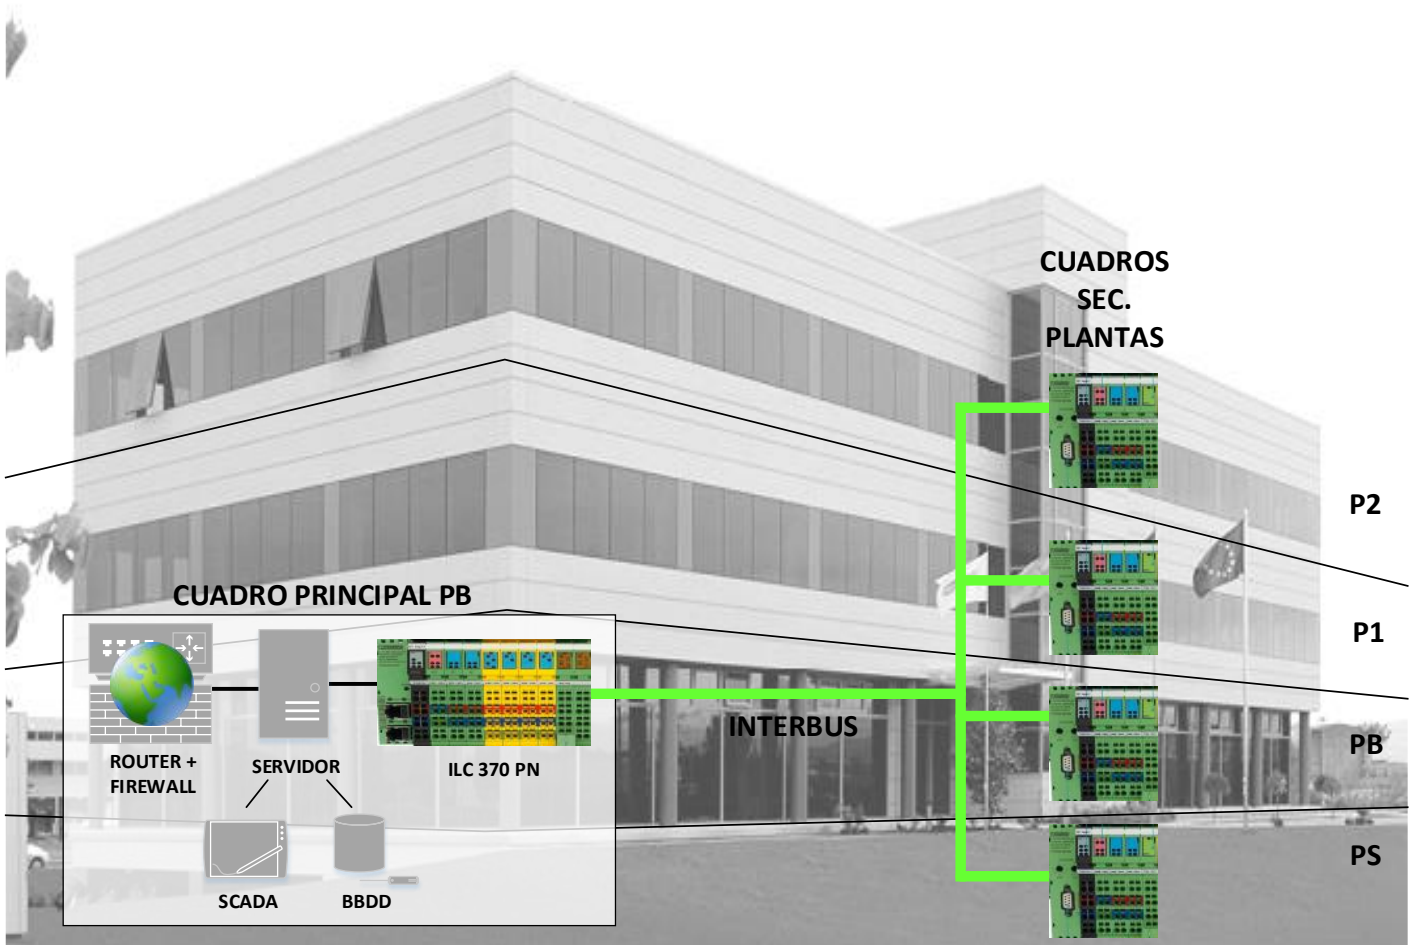 CUADROS
SEC.
PLANTAS
P2
CUADRO PRINCIPAL PB
P1
INTERBUS
PB
ROUTER +
FIREWALL
SERVIDOR
ILC 370 PN
PS
SCADA
BBDD